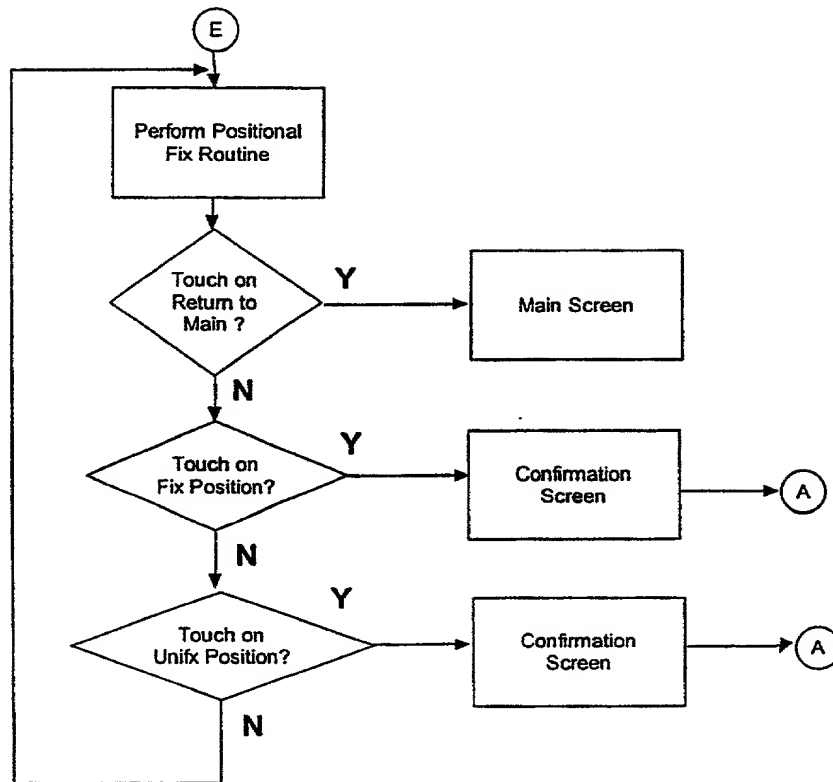 E
Perform Positional
Fix Routine
Touch on
Return to
Main ?
Y
Main Screen
N
Touch on
Fix Position?
Y
Confirmation
Screen
A
N
Touch on
Unifx Position?
Y
Confirmation
Screen
A
N